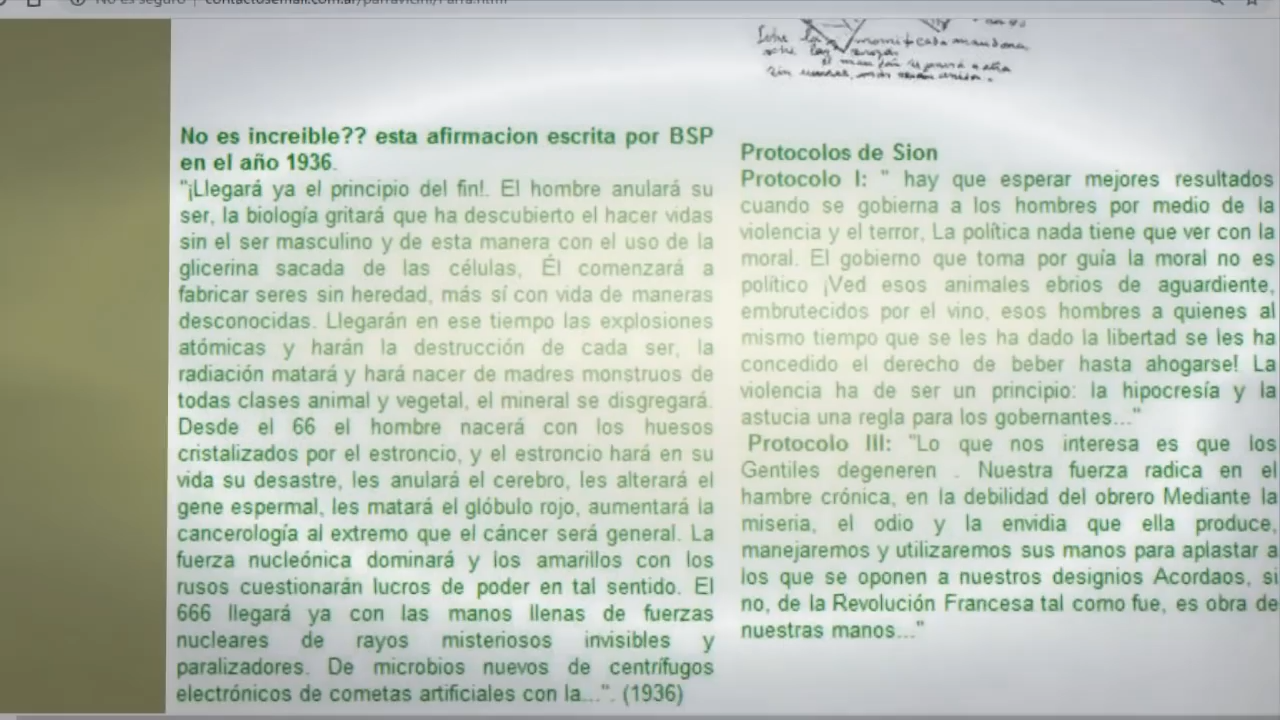 No es increible?? esta afirmacion escrita por BSP
en el año 1936.
"¡Llegará ya el principio del fin!. El hombre anulará su
ser, la biología gritará que ha descubierto el hacer vidas
sin el ser masculino y de esta manera con el uso de la
glicerina sacada de las células, Él comenzará a
fabricar seres sin heredad, más sí con vida de maneras
desconocidas. Llegarán en ese tiempo las explosiones
atómicas y harán la destrucción de cada ser, la
radiación matará y hará nacer de madres monstruos de
todas clases animal y vegetal, el mineral se disgregará.
Desde el 66 el hombre nacerá con los huesos
cristalizados por el estroncio, y el estroncio hará en su
vida su desastre, les anulará el cerebro, les alterará el
gene espermal, les matará el glóbulo rojo, aumentará la
cancerología al extremo que el cáncer será general. La
fuerza nucleónica dominará y los amarillos con los
rusos cuestionarán lucros de poder en tal sentido. El
666 llegará ya con las manos llenas de fuerzas
nucleares de rayos misteriosos invisibles y
paralizadores. De microbios nuevos de centrífugos
electrónicos de cometas artificiales con la...". (1936)
Protocolos de Sion
Protocolo I: " hay que esperar mejores resultados
cuando se gobierna a los hombres por medio de la
violencia y el terror, La política nada tiene que ver con la
moral. El gobierno que toma por guía la moral no es
político ¡Ved esos animales ebrios de aguardiente,
embrutecidos por el vino, esos hombres a quienes al
mismo tiempo que se les ha dado la libertad se les ha
concedido el derecho de beber hasta ahogarse! La
violencia ha de ser un principio: la hipocresía y la
astucia una regla para los gobernantes..."
Protocolo III: "Lo que nos interesa es que los
Gentiles degeneren . Nuestra fuerza radica en el
hambre crónica, en la debilidad del obrero Mediante la
miseria, el odio y la envidia que ella produce,
manejaremos y utilizaremos sus manos para aplastar a
los que se oponen a nuestros designios Acordaos, si
no, de la Revolución Francesa tal como fue, es obra de
nuestras manos..."